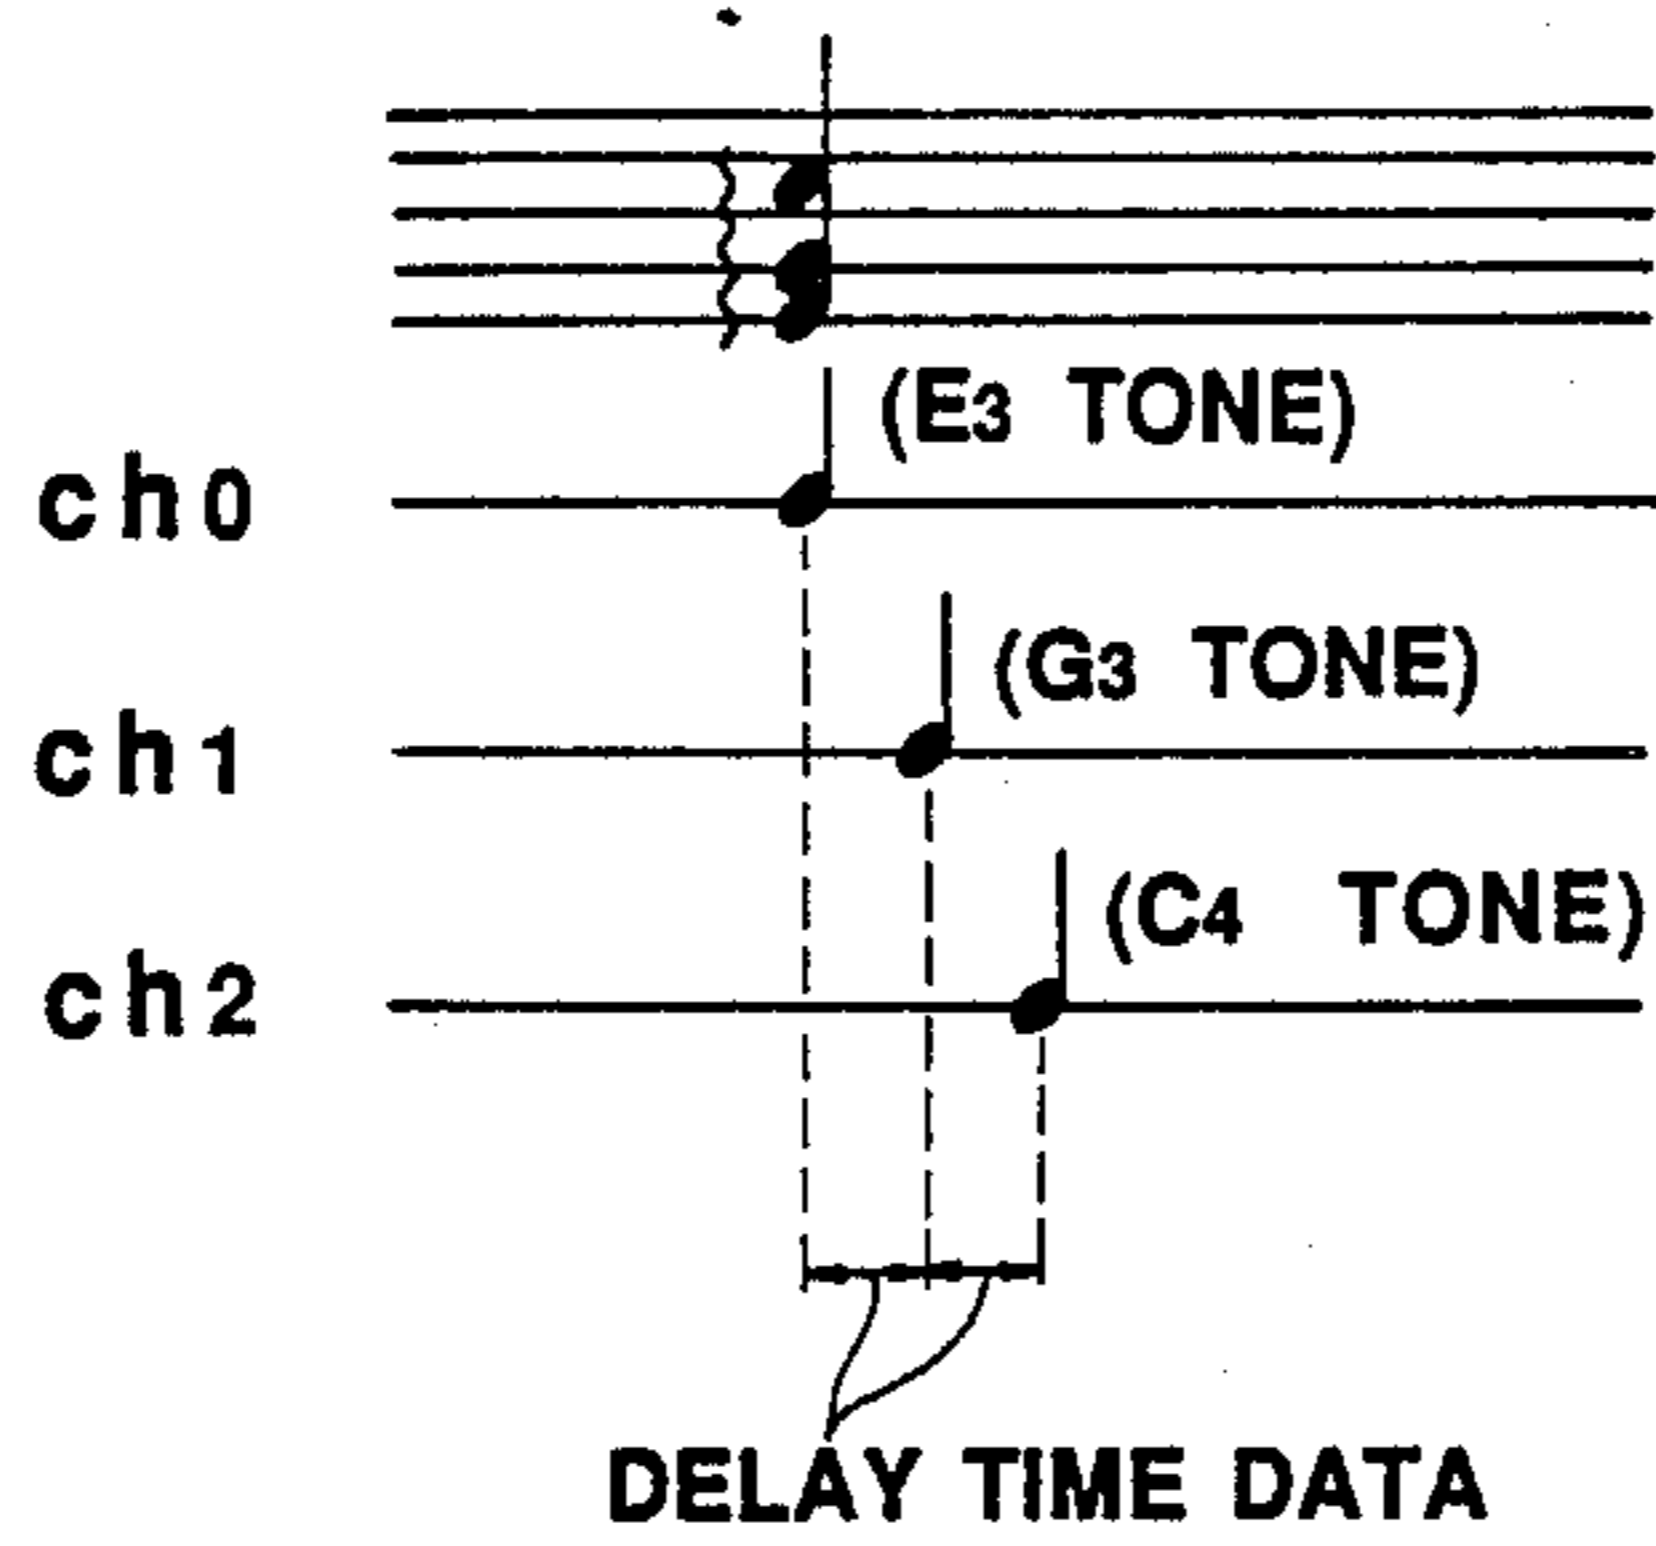 (E3 TONE)
ch0
(G3 TONE)
ch1
(C4 TONE)
ch2
DELAY TIME DATA